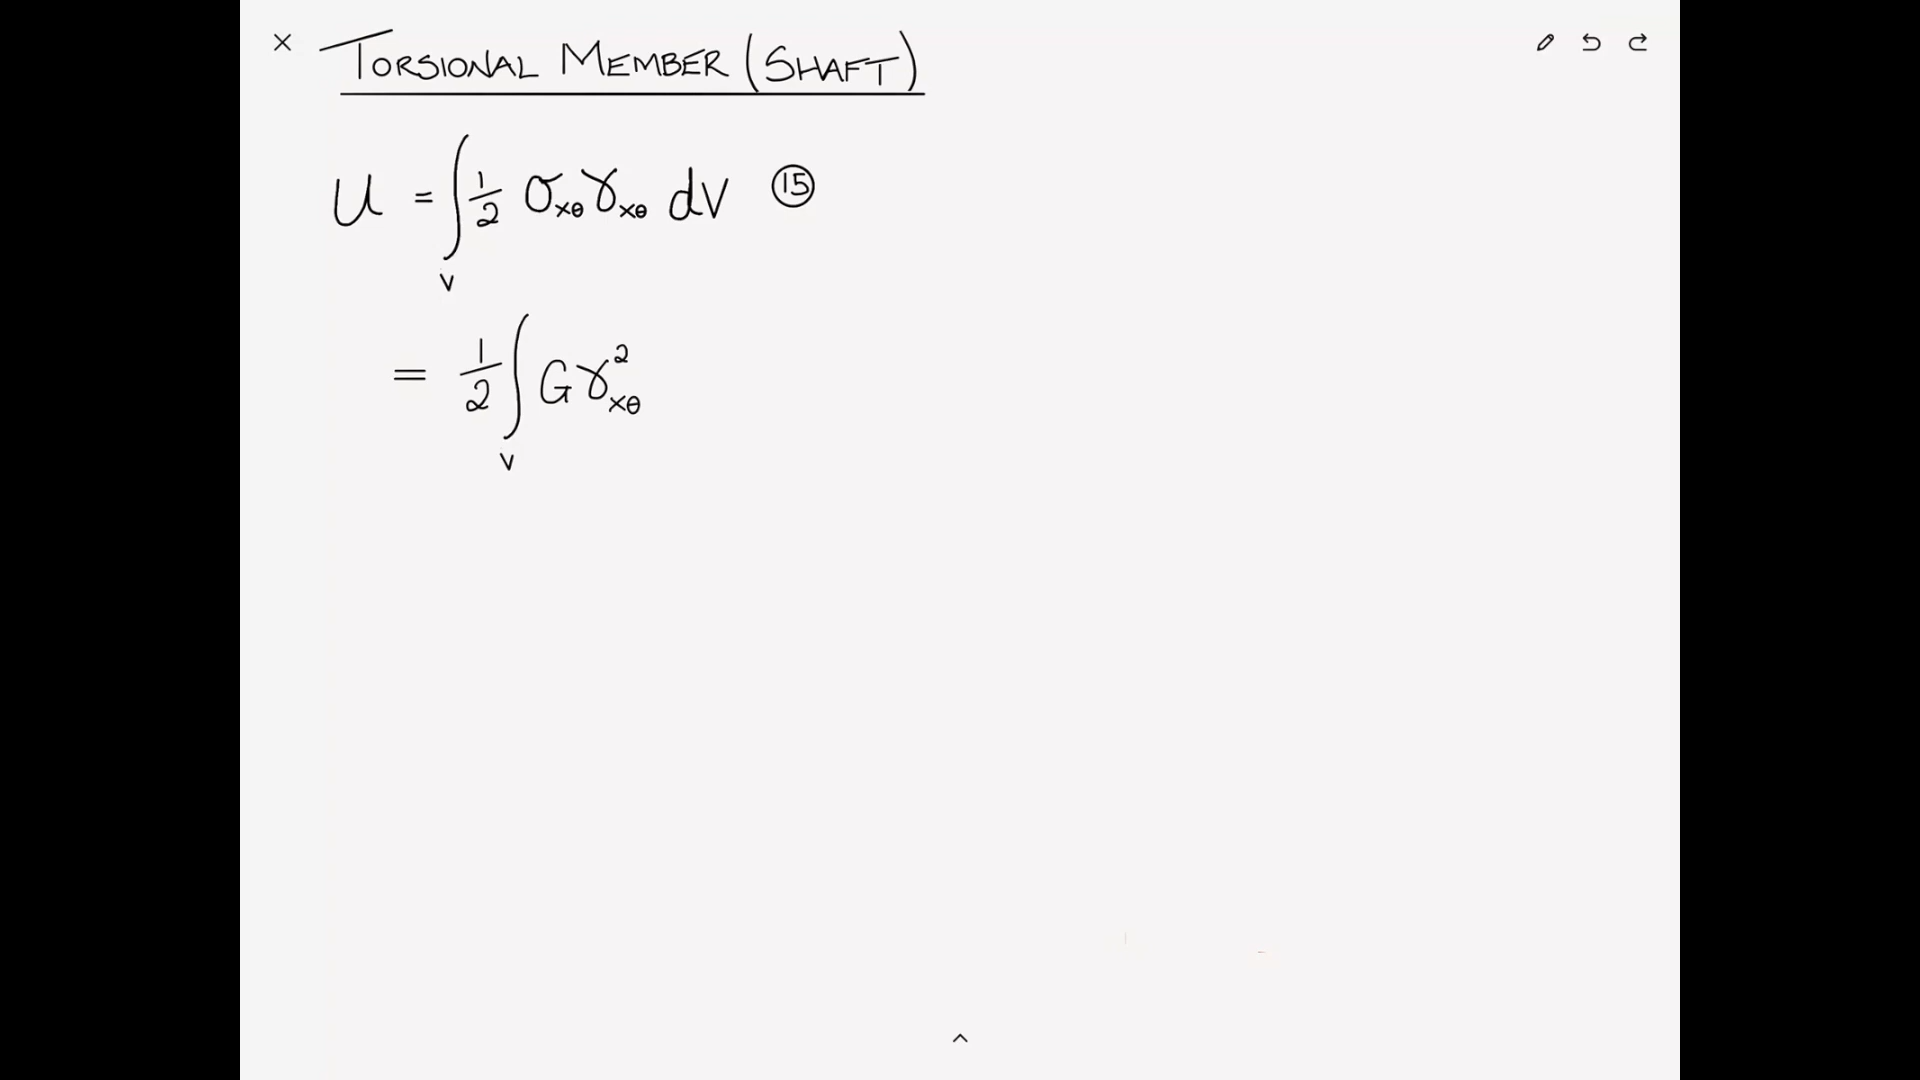 TORSIONAL MEMBER (SHAFT)
U = ∫_V 1/2 σ_xθ γ_xθ dV ⑮
= 1/2 ∫_V G γ²_xθ